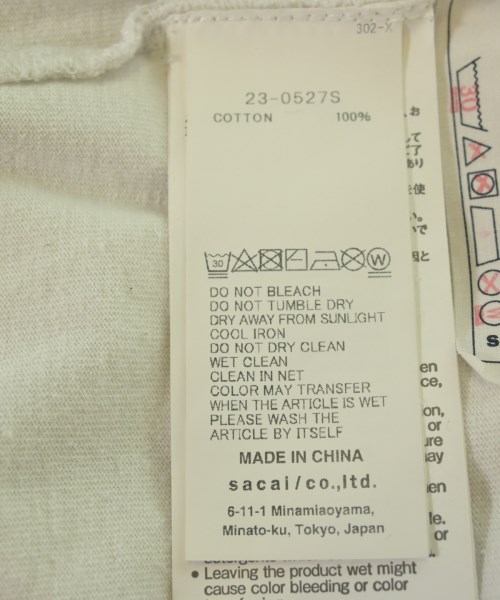 302-X
23-0527S
COTTON 100%
30
W
DO NOT BLEACH
DO NOT TUMBLE DRY
DRY AWAY FROM SUNLIGHT
COOL IRON
DO NOT DRY CLEAN
WET CLEAN
CLEAN IN NET
COLOR MAY TRANSFER
WHEN THE ARTICLE IS WET
PLEASE WASH THE
ARTICLE BY ITSELF
MADE IN CHINA
sacai/co.,ltd.
6-11-1 Minamiaoyama,
Minato-ku, Tokyo, Japan
• Leaving the product wet might
cause color bleeding or color
30